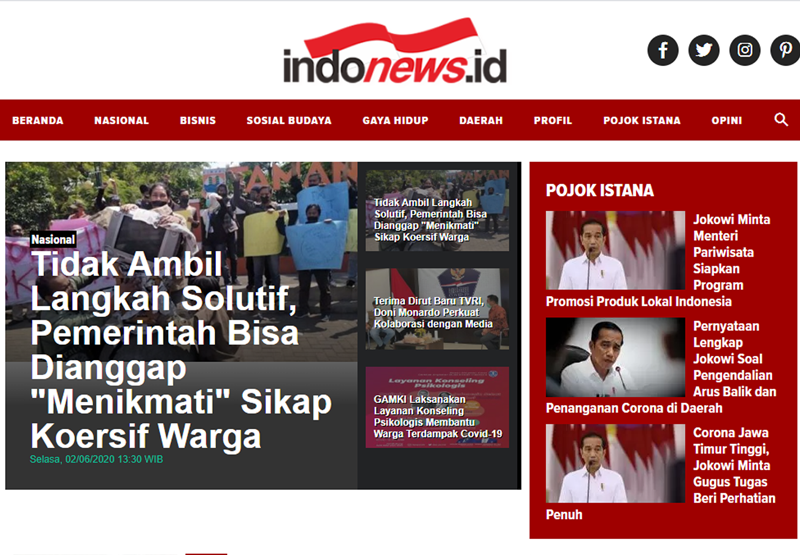 indonews.id
BERANDA NASIONAL BISNIS SOSIAL BUDAYA GAYA HIDUP DAERAH PROFIL POJOK ISTANA OPINI
Nasional
Tidak Ambil
Langkah Solutif,
Pemerintah Bisa
Dianggap
"Menikmati" Sikap
Koersif Warga
Selasa, 02/06/2020 13:30 WIB
Tidak Ambil Langkah
Solutif, Pemerintah Bisa
Dianggap "Menikmati"
Sikap Koersif Warga
Terima Dirut Baru TVRI,
Doni Monardo Perkuat
Kolaborasi dengan Media
Layanan Konseling
Psikologis
GAMKI Laksanakan
Layanan Konseling
Psikologis Membantu
Warga Terdampak Covid-19
POJOK ISTANA
Jokowi Minta
Menteri
Pariwisata
Siapkan
Program
Promosi Produk Lokal Indonesia
Pernyataan
Lengkap
Jokowi Soal
Pengendalian
Arus Balik dan
Penanganan Corona di Daerah
Corona Jawa
Timur Tinggi,
Jokowi Minta
Gugus Tugas
Beri Perhatian
Penuh